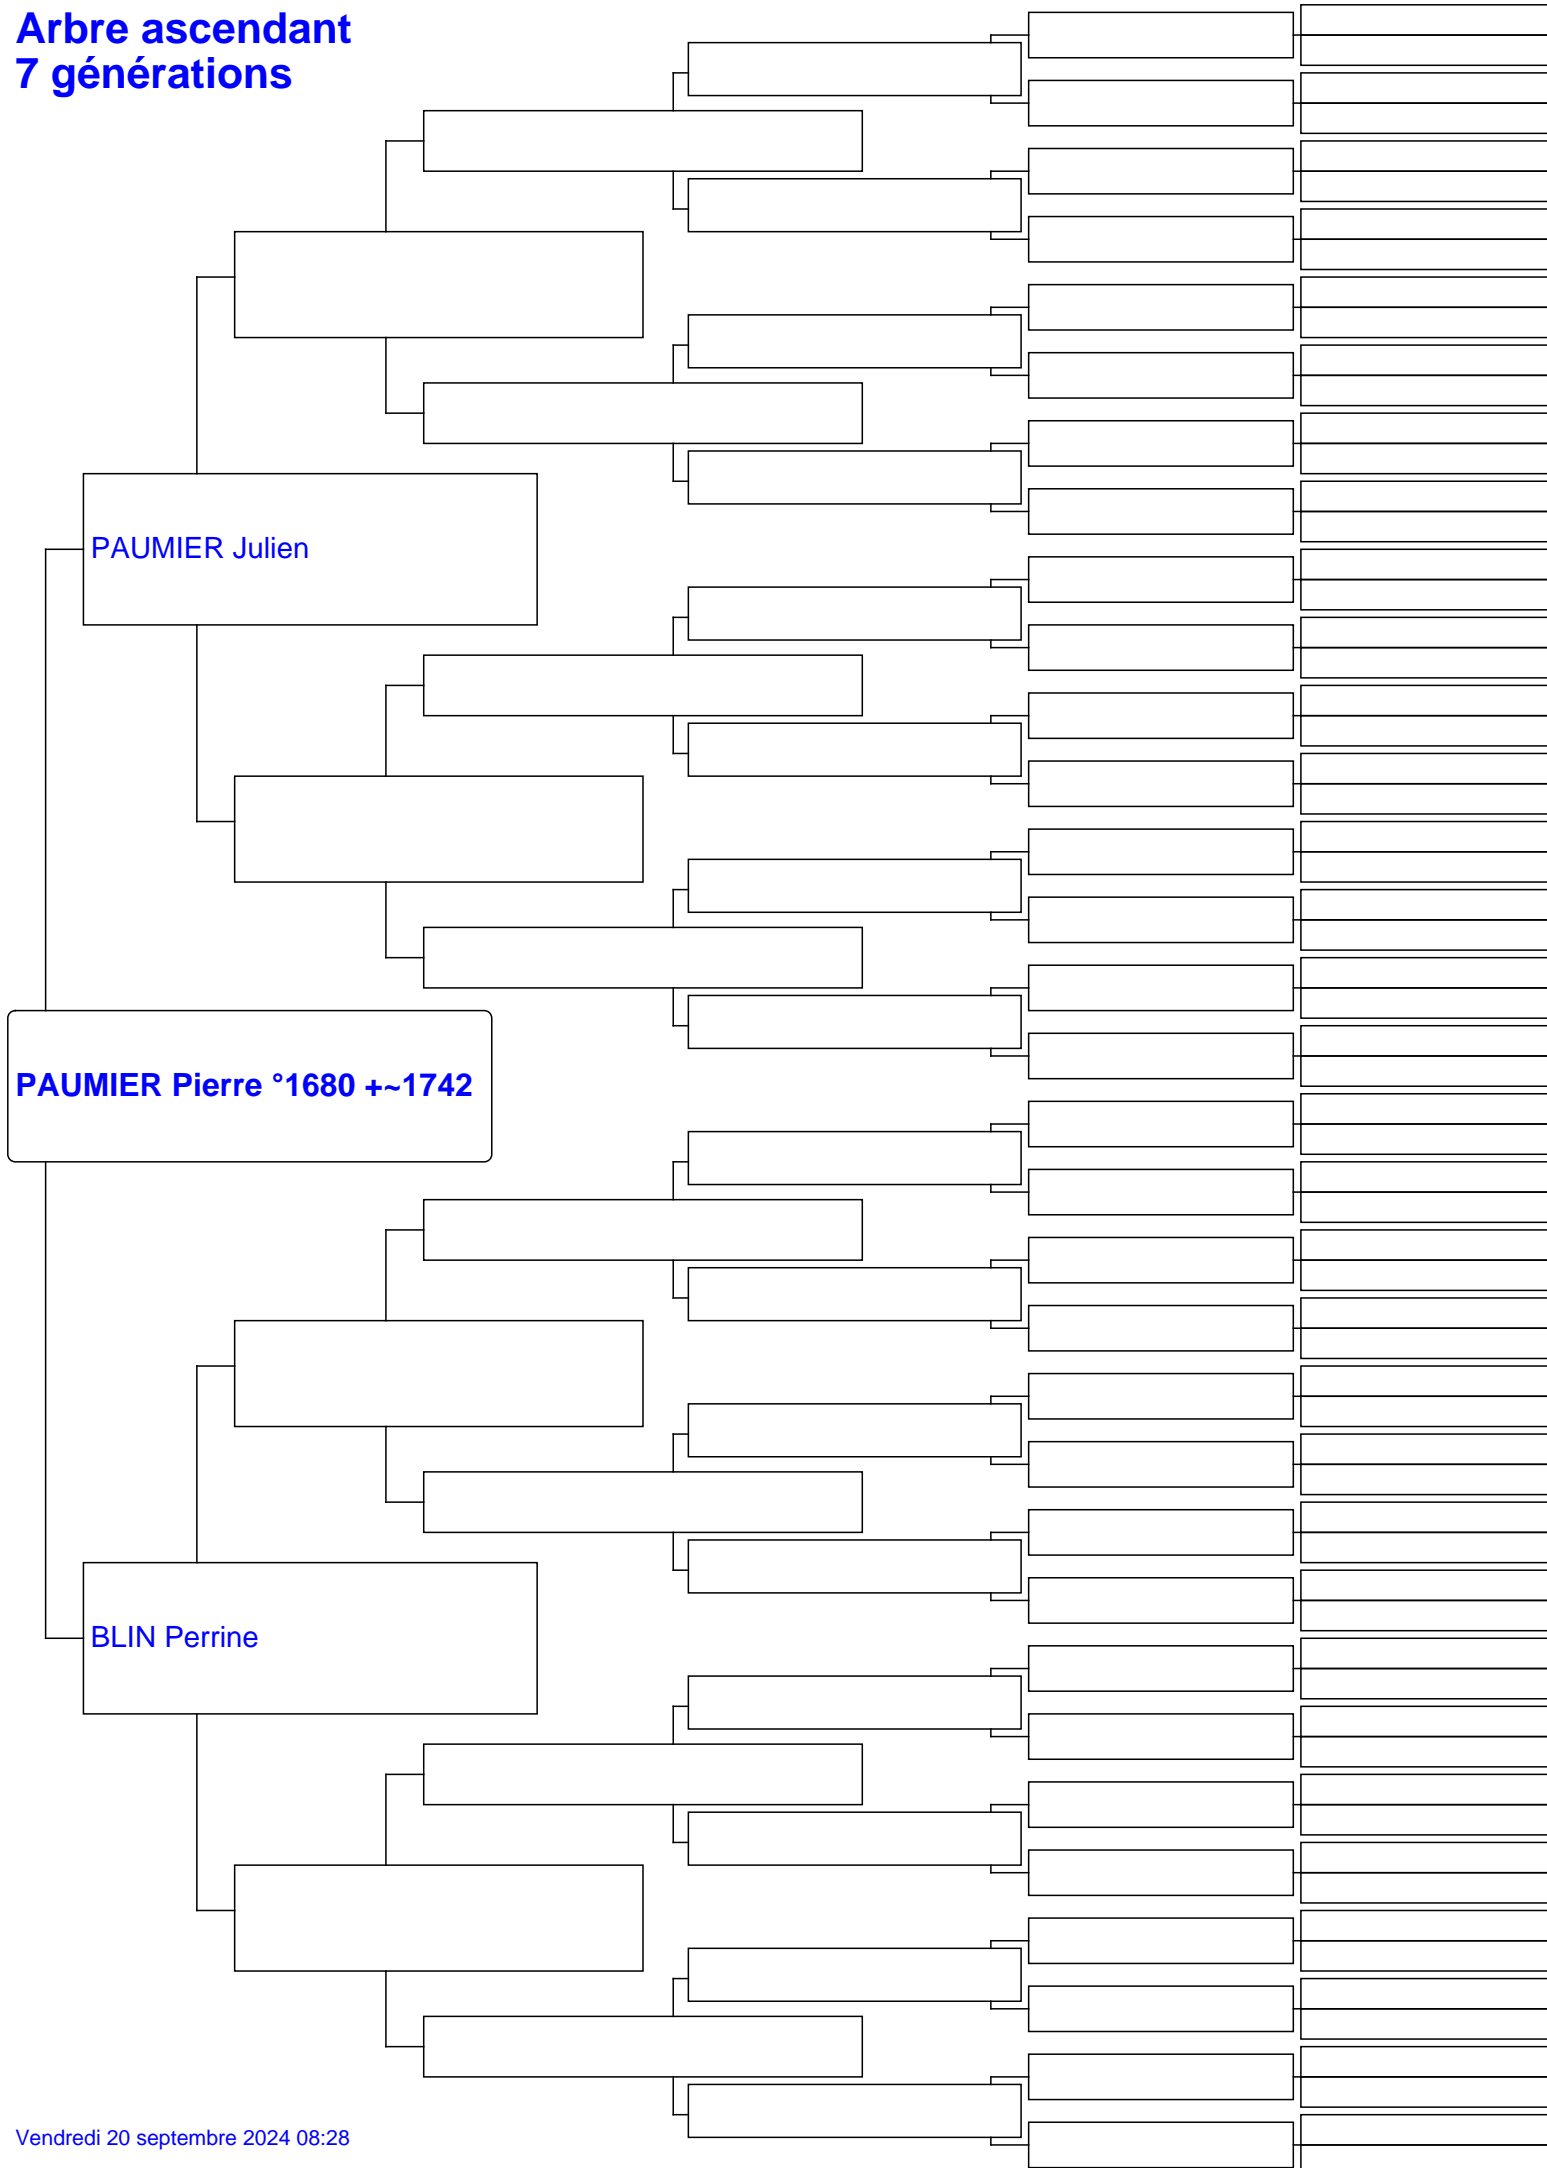 Arbre ascendant
7 générations
PAUMIER Julien
PAUMIER Pierre °1680 +~1742
BLIN Perrine
Vendredi 20 septembre 2024 08:28